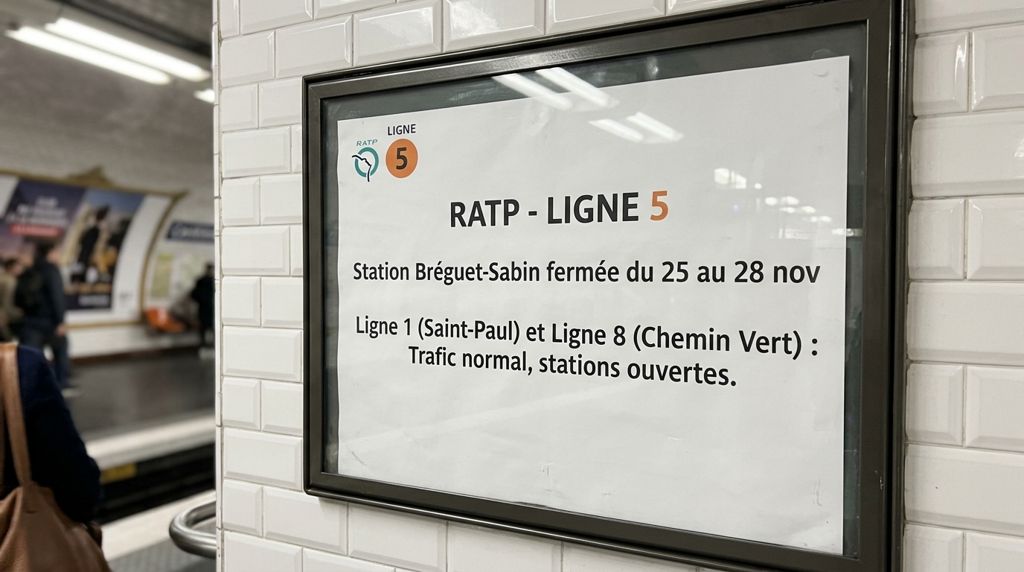 RATP
LIGNE
5
RATP - LIGNE 5
Station Bréguet-Sabin fermée du 25 au 28 nov
Ligne 1 (Saint-Paul) et Ligne 8 (Chemin Vert) :
Trafic normal, stations ouvertes.